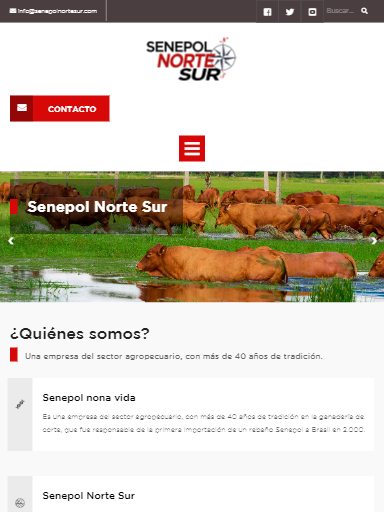 info@senepolnortesur.com
Buscar...
SENEPOL
NORTE
SUR
CONTACTO
Senepol Norte Sur
¿Quiénes somos?
Una empresa del sector agropecuario, con más de 40 años de tradición.
Senepol nona vida
Es una empresa del sector agropecuario, con más de 40 años de tradición en la ganadería de
corte, que fue responsable de la primera importación de un rebaño Senepol a Brasil en 2.000.
Senepol Norte Sur